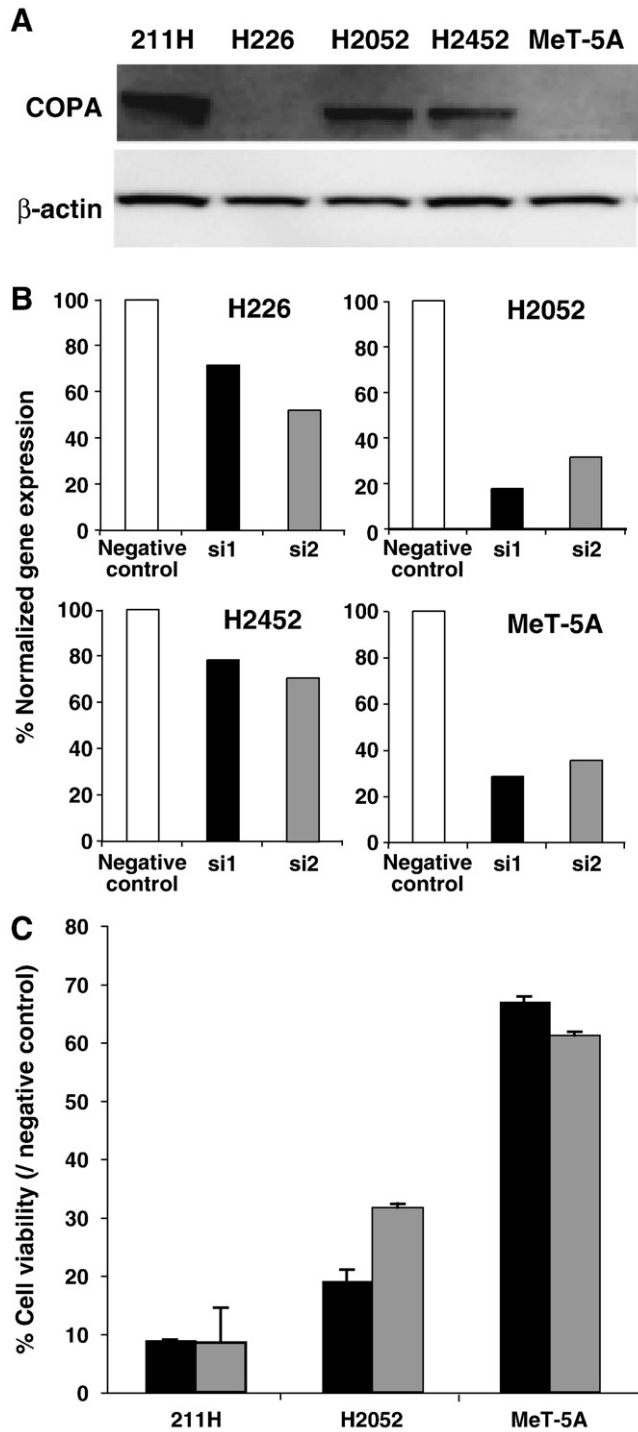 A
211H H226 H2052 H2452 MeT-5A
COPA
β-actin
B
% Normalized gene expression
100
80
60
40
20
0
H226
Negative control
si1
si2
100
80
60
40
20
0
H2052
Negative control
si1
si2
100
80
60
40
20
0
H2452
Negative control
si1
si2
100
80
60
40
20
0
MeT-5A
Negative control
si1
si2
C
% Cell viability (/ negative control)
80
70
60
50
40
30
20
10
0
211H
H2052
MeT-5A